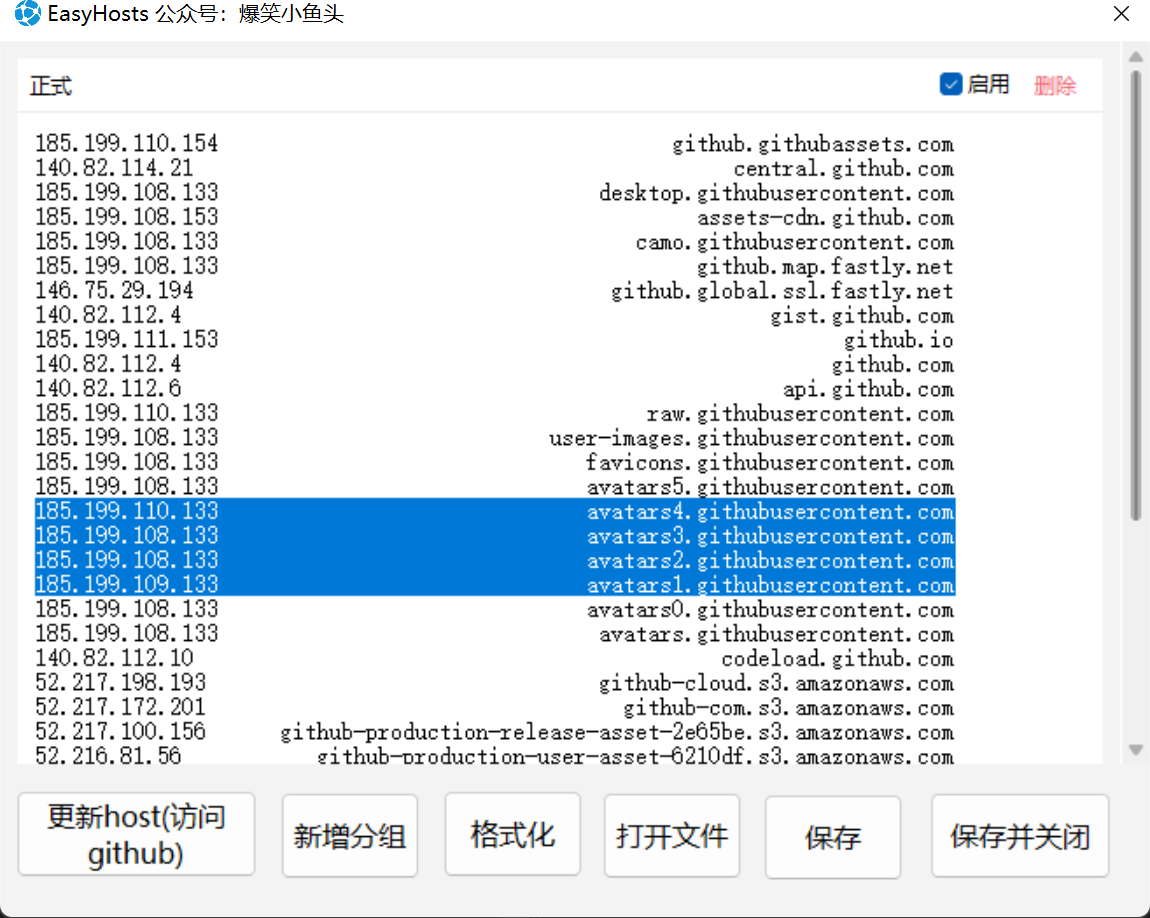 EasyHosts 公众号：爆笑小鱼头
正式 启用 删除
185.199.110.154 github.githubassets.com
140.82.114.21 central.github.com
185.199.108.133 desktop.githubusercontent.com
185.199.108.153 assets-cdn.github.com
185.199.108.133 camo.githubusercontent.com
185.199.108.133 github.map.fastly.net
146.75.29.194 github.global.ssl.fastly.net
140.82.112.4 gist.github.com
185.199.111.153 github.io
140.82.112.4 github.com
140.82.112.6 api.github.com
185.199.110.133 raw.githubusercontent.com
185.199.108.133 user-images.githubusercontent.com
185.199.108.133 favicons.githubusercontent.com
185.199.108.133 avatars5.githubusercontent.com
185.199.110.133 avatars4.githubusercontent.com
185.199.108.133 avatars3.githubusercontent.com
185.199.108.133 avatars2.githubusercontent.com
185.199.109.133 avatars1.githubusercontent.com
185.199.108.133 avatars0.githubusercontent.com
185.199.108.133 avatars.githubusercontent.com
140.82.112.10 codeload.github.com
52.217.198.193 github-cloud.s3.amazonaws.com
52.217.172.201 github-com.s3.amazonaws.com
52.217.100.156 github-production-release-asset-2e65be.s3.amazonaws.com
52.216.81.56 github-production-user-asset-6210df.s3.amazonaws.com
更新host(访问
github)
新增分组
格式化
打开文件
保存
保存并关闭